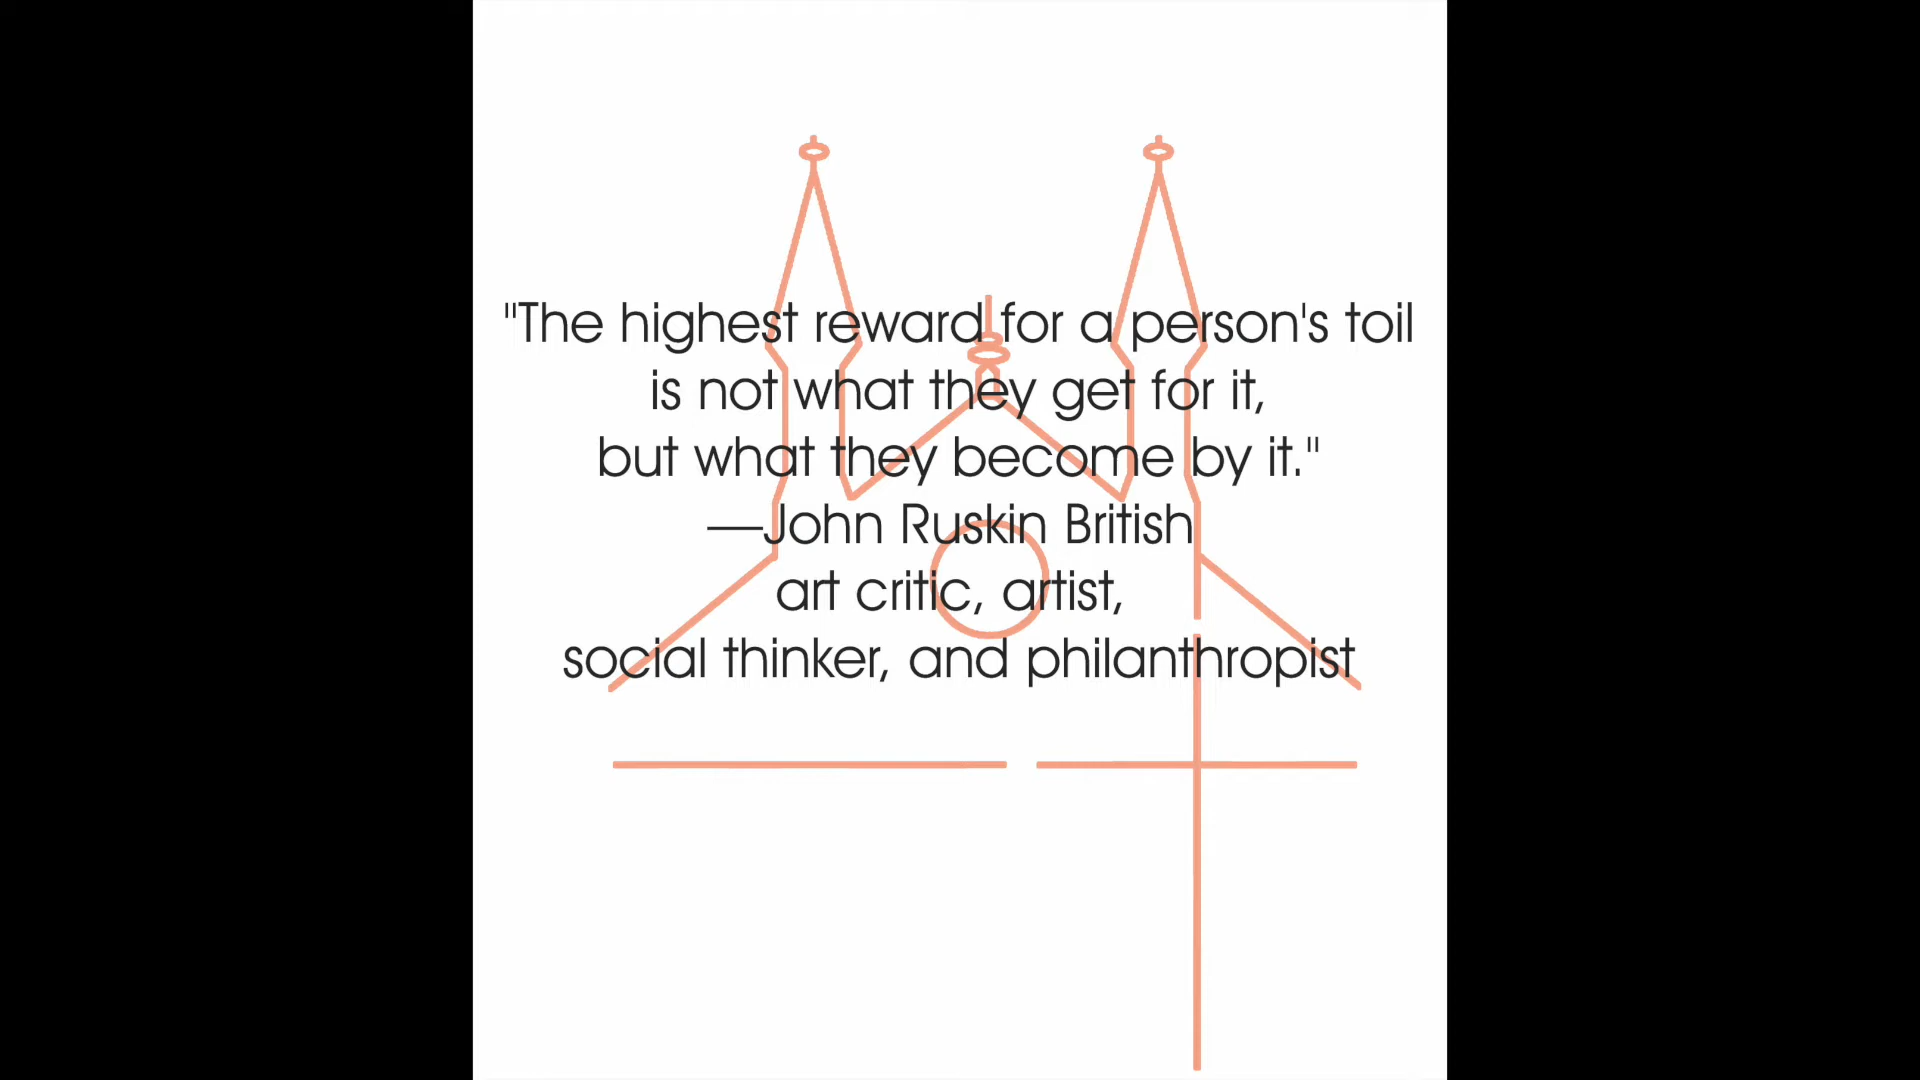 "The highest reward for a person's toil
is not what they get for it,
but what they become by it."
—John Ruskin British
art critic, artist,
social thinker, and philanthropist